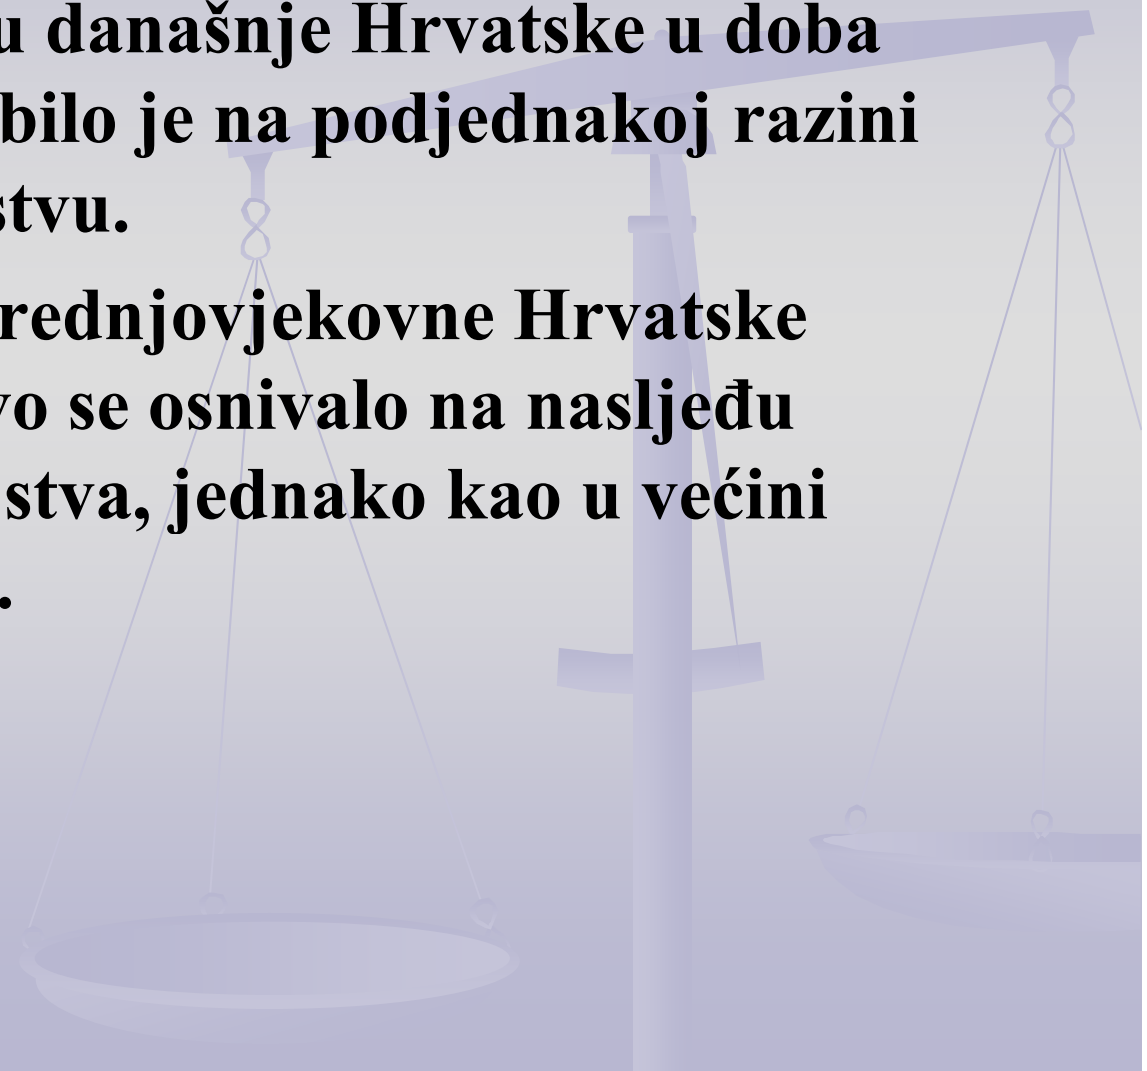 u današnje Hrvatske u doba
bilo je na podjednakoj razini
stvu.
rednjovjekovne Hrvatske
vo se osnivalo na nasljeđu
stva, jednako kao u većini
.